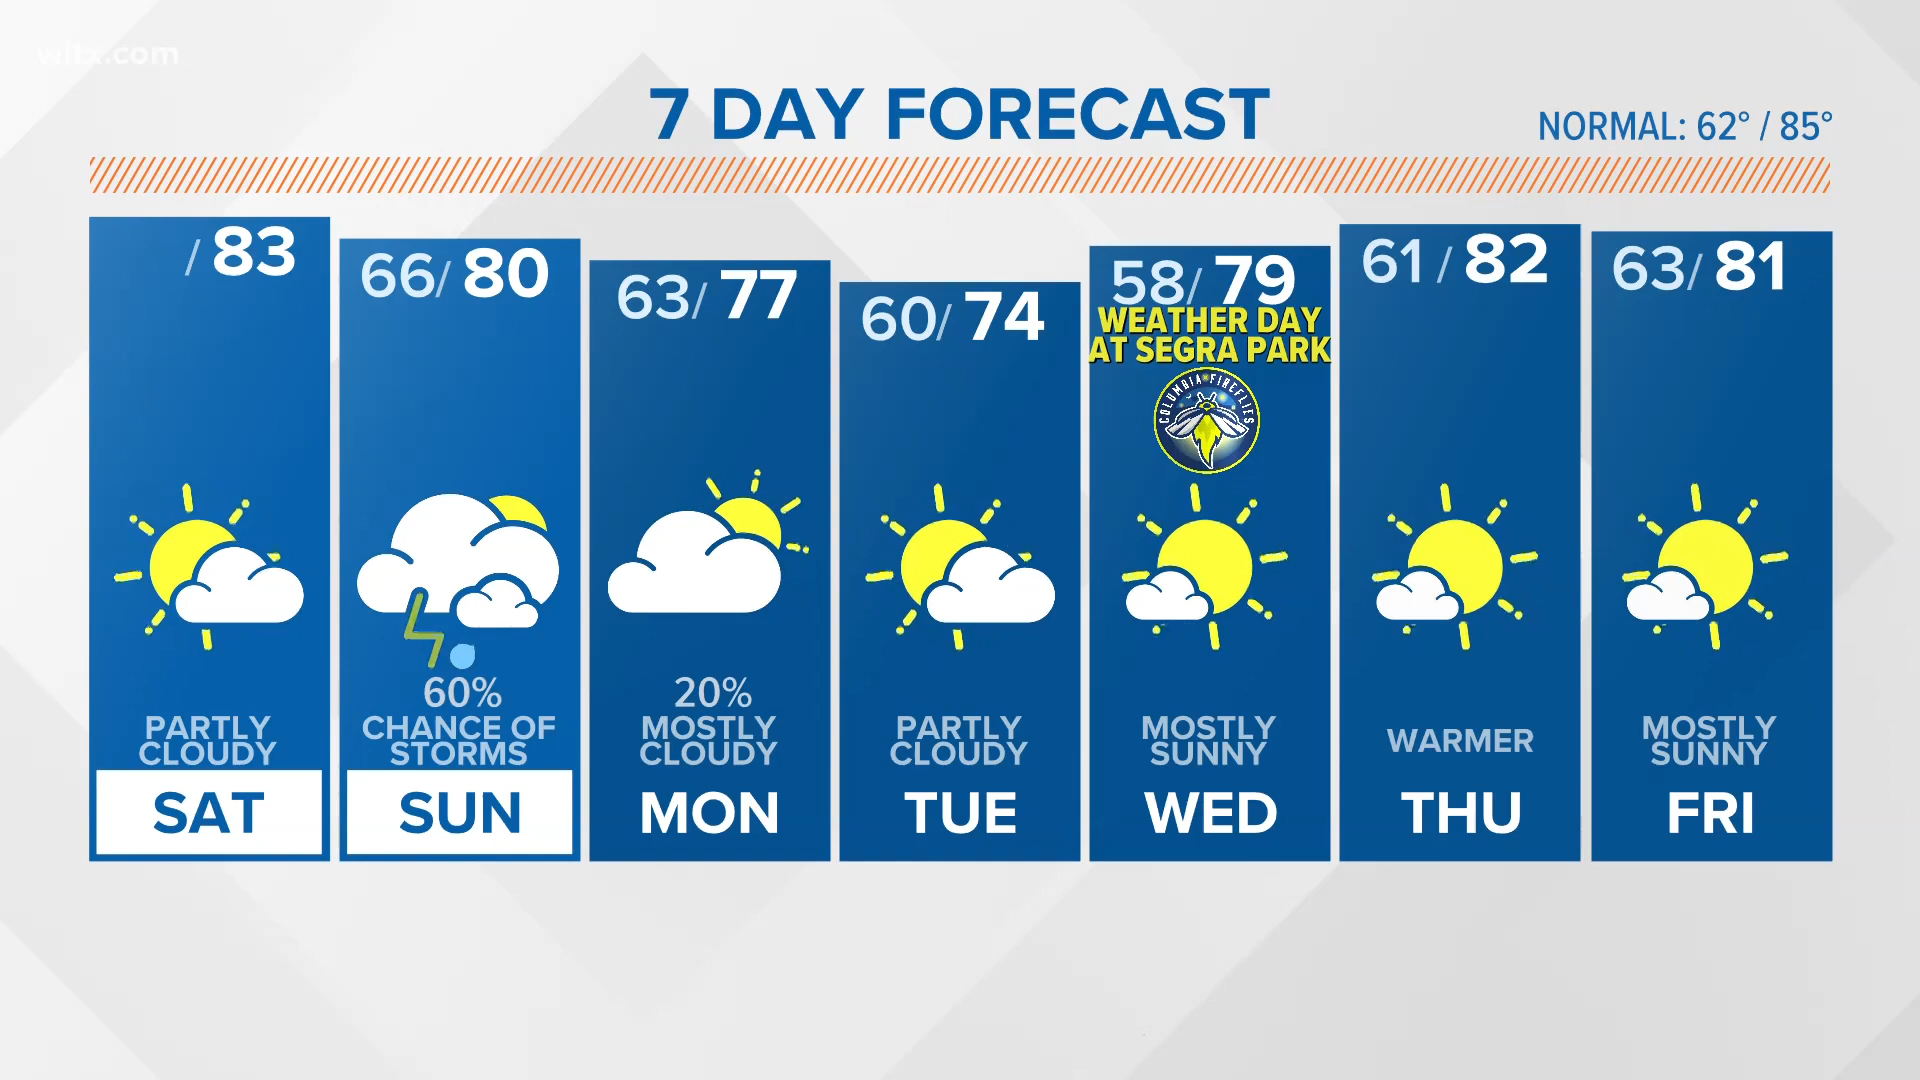 wltx.com
7 DAY FORECAST
NORMAL: 62° / 85°
/ 83
66/ 80
63/ 77
60/ 74
58/ 79
61 / 82
63/ 81
WEATHER DAY
AT SEGRA PARK
COLUMBIA FIREFLIES
60%
20%
PARTLY
CLOUDY
CHANCE OF
STORMS
MOSTLY
CLOUDY
PARTLY
CLOUDY
MOSTLY
SUNNY
WARMER
MOSTLY
SUNNY
SAT
SUN
MON
TUE
WED
THU
FRI